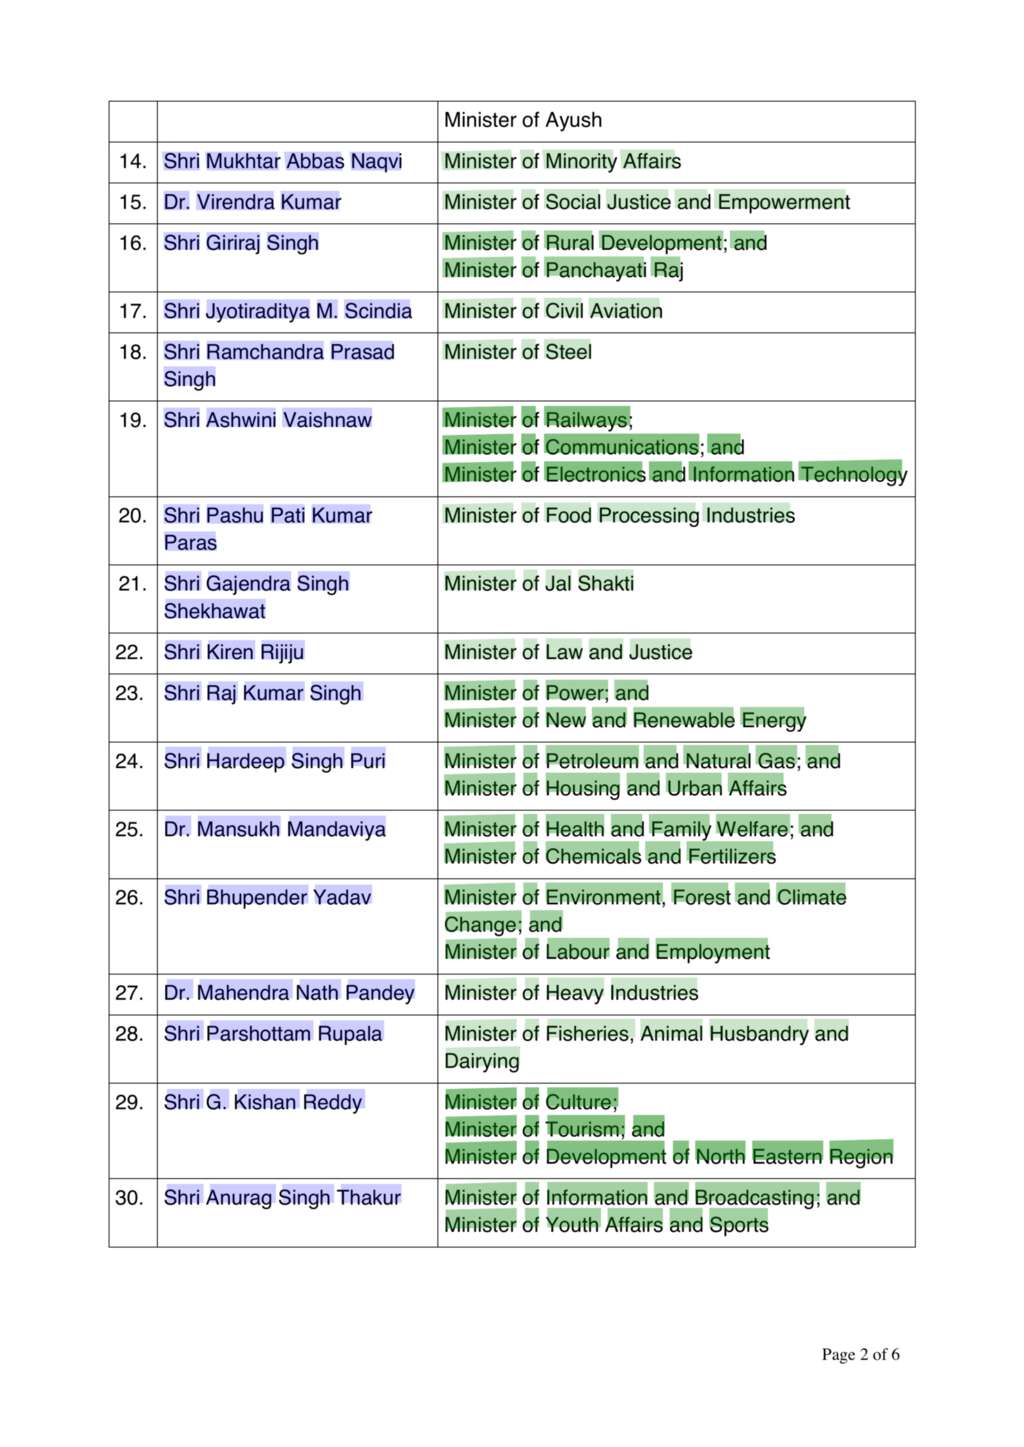 Minister of Ayush
14. Shri Mukhtar Abbas Naqvi Minister of Minority Affairs
15. Dr. Virendra Kumar Minister of Social Justice and Empowerment
16. Shri Giriraj Singh Minister of Rural Development; and
Minister of Panchayati Raj
17. Shri Jyotiraditya M. Scindia Minister of Civil Aviation
18. Shri Ramchandra Prasad Minister of Steel
Singh
19. Shri Ashwini Vaishnaw Minister of Railways;
Minister of Communications; and
Minister of Electronics and Information Technology
20. Shri Pashu Pati Kumar Minister of Food Processing Industries
Paras
21. Shri Gajendra Singh Minister of Jal Shakti
Shekhawat
22. Shri Kiren Rijiju Minister of Law and Justice
23. Shri Raj Kumar Singh Minister of Power; and
Minister of New and Renewable Energy
24. Shri Hardeep Singh Puri Minister of Petroleum and Natural Gas; and
Minister of Housing and Urban Affairs
25. Dr. Mansukh Mandaviya Minister of Health and Family Welfare; and
Minister of Chemicals and Fertilizers
26. Shri Bhupender Yadav Minister of Environment, Forest and Climate
Change; and
Minister of Labour and Employment
27. Dr. Mahendra Nath Pandey Minister of Heavy Industries
28. Shri Parshottam Rupala Minister of Fisheries, Animal Husbandry and
Dairying
29. Shri G. Kishan Reddy Minister of Culture;
Minister of Tourism; and
Minister of Development of North Eastern Region
30. Shri Anurag Singh Thakur Minister of Information and Broadcasting; and
Minister of Youth Affairs and Sports
Page 2 of 6